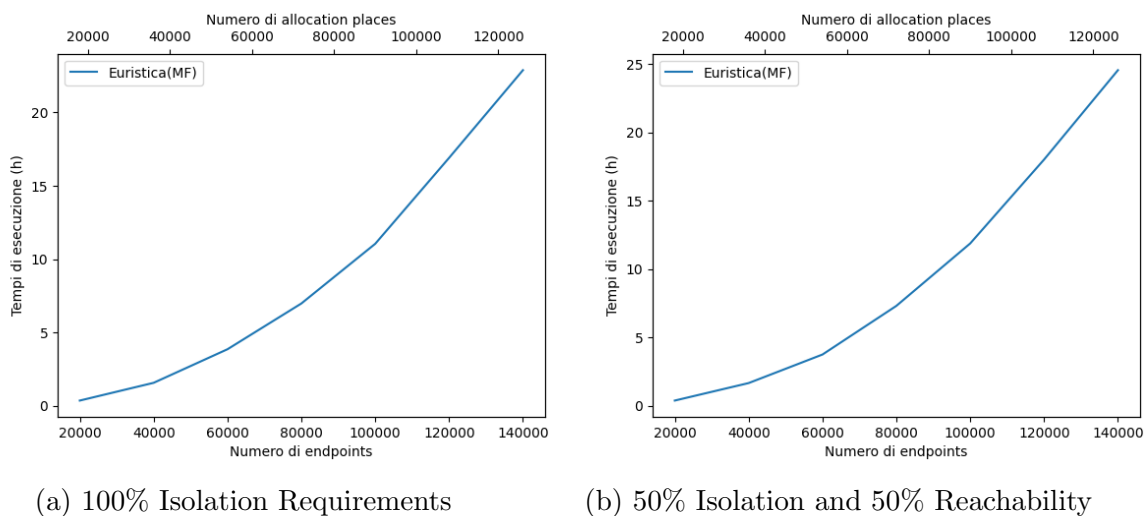 Numero di allocation places
20000 40000 60000 80000 100000 120000
Euristica(MF)
Tempi di esecuzione (h)
20
15
10
5
0
20000 40000 60000 80000 100000 120000 140000
Numero di endpoints
(a) 100% Isolation Requirements
Numero di allocation places
20000 40000 60000 80000 100000 120000
Euristica(MF)
Tempi di esecuzione (h)
25
20
15
10
5
0
20000 40000 60000 80000 100000 120000 140000
Numero di endpoints
(b) 50% Isolation and 50% Reachability